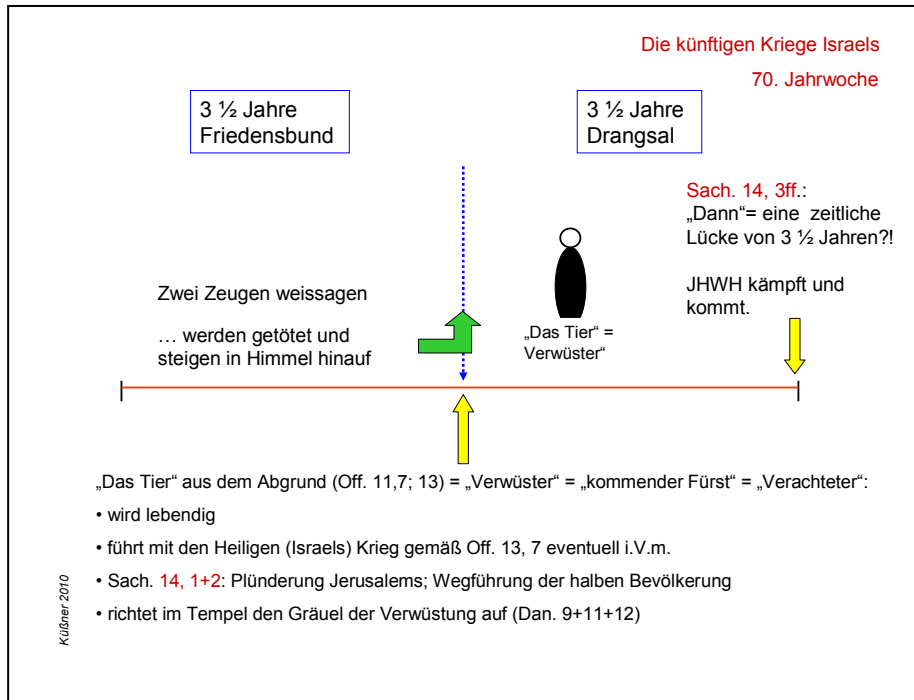 Die künftigen Kriege Israels
70. Jahrwoche
3 ½ Jahre
Friedensbund
3 ½ Jahre
Drangsal
Sach. 14, 3ff.:
„Dann“= eine zeitliche
Lücke von 3 ½ Jahren?!
JHWH kämpft und
kommt.
Zwei Zeugen weissagen
… werden getötet und
steigen in Himmel hinauf
„Das Tier“ =
Verwüster“
„Das Tier“ aus dem Abgrund (Off. 11,7; 13) = „Verwüster“ = „kommender Fürst“ = „Verachteter“:
• wird lebendig
• führt mit den Heiligen (Israels) Krieg gemäß Off. 13, 7 eventuell i.V.m.
• Sach. 14, 1+2: Plünderung Jerusalems; Wegführung der halben Bevölkerung
• richtet im Tempel den Gräuel der Verwüstung auf (Dan. 9+11+12)
Küßner 2010